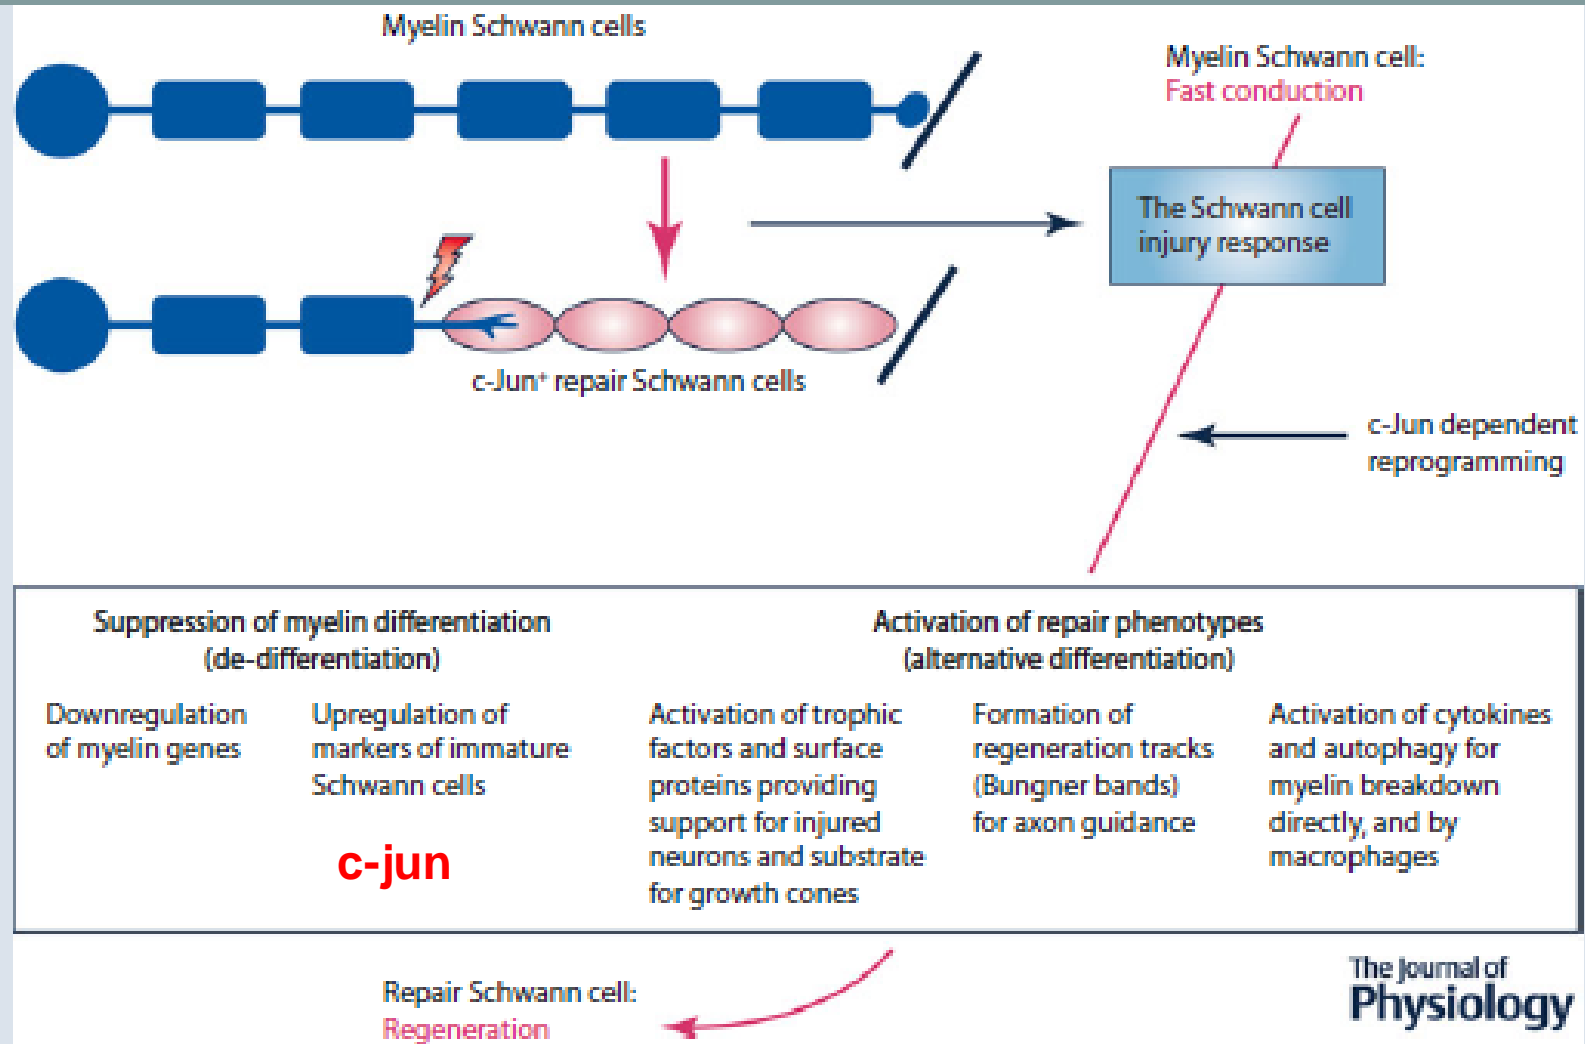 Myelin Schwann cells
Myelin Schwann cell:
Fast conduction
The Schwann cell
injury response
c-Jun⁺ repair Schwann cells
c-Jun dependent
reprogramming
Suppression of myelin differentiation
(de-differentiation)
Downregulation
of myelin genes
Upregulation of
markers of immature
Schwann cells
c-jun
Activation of repair phenotypes
(alternative differentiation)
Activation of trophic
factors and surface
proteins providing
support for injured
neurons and substrate
for growth cones
Formation of
regeneration tracks
(Bungner bands)
for axon guidance
Activation of cytokines
and autophagy for
myelin breakdown
directly, and by
macrophages
Repair Schwann cell:
Regeneration
The Journal of
Physiology